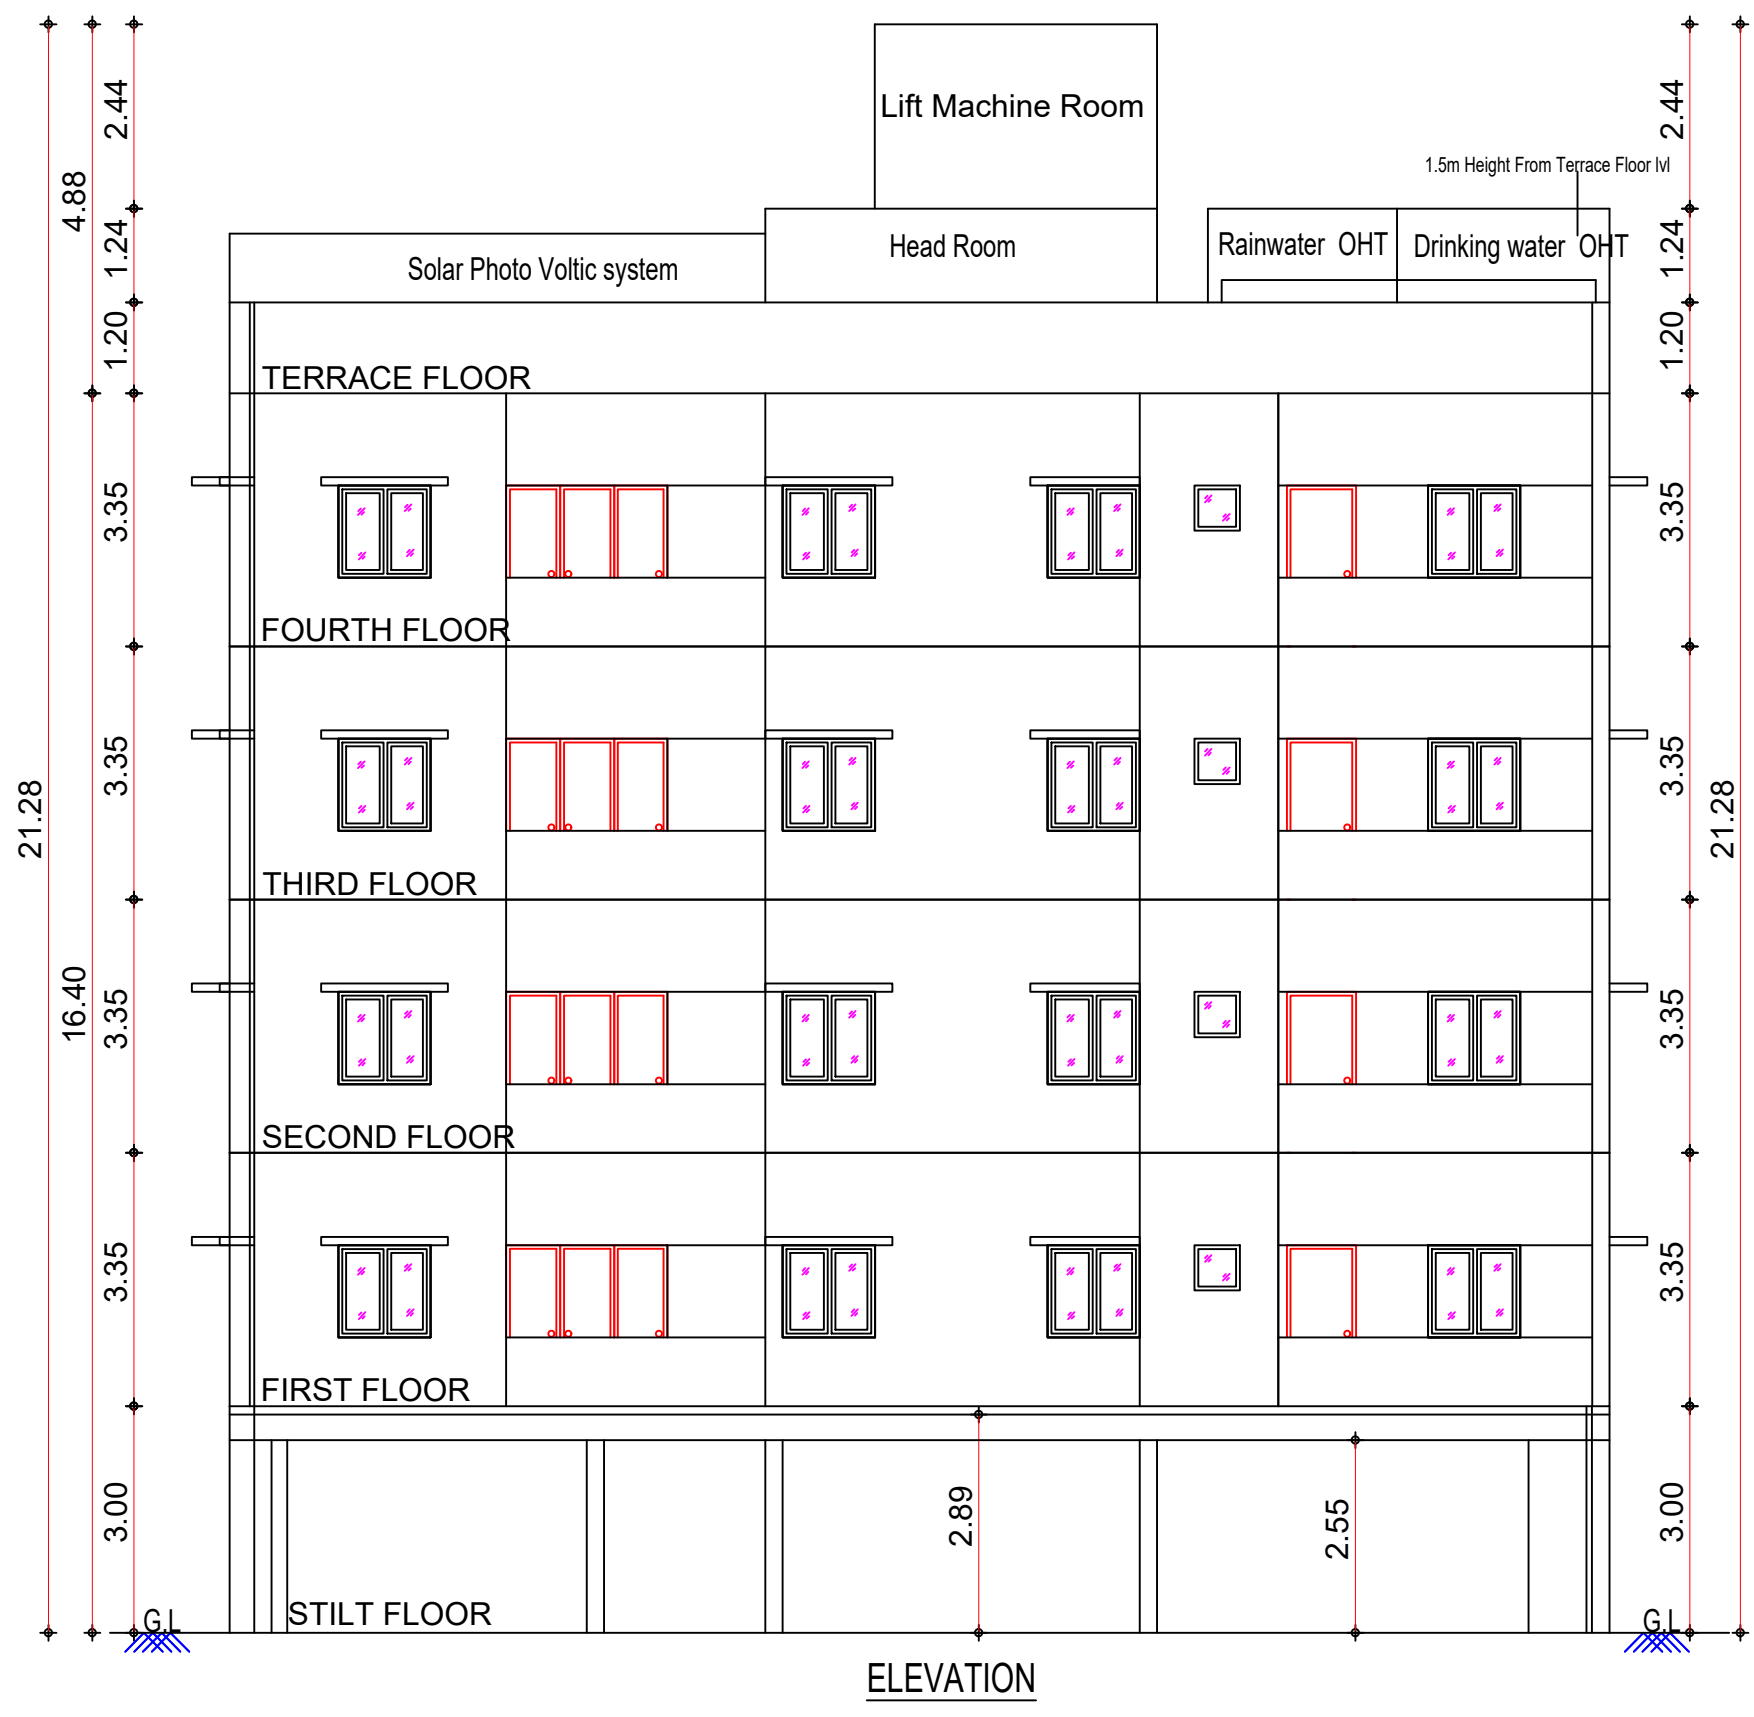 Lift Machine Room
2.44
2.44
1.5m Height From Terrace Floor lvl
4.88
1.24
Solar Photo Voltic system
Head Room
Rainwater OHT
Drinking water OHT
1.24
1.20
1.20
TERRACE FLOOR
3.35
3.35
FOURTH FLOOR
3.35
3.35
21.28
21.28
THIRD FLOOR
16.40
3.35
3.35
SECOND FLOOR
3.35
3.35
FIRST FLOOR
3.00
2.89
2.55
3.00
G.L
STILT FLOOR
G.L
ELEVATION